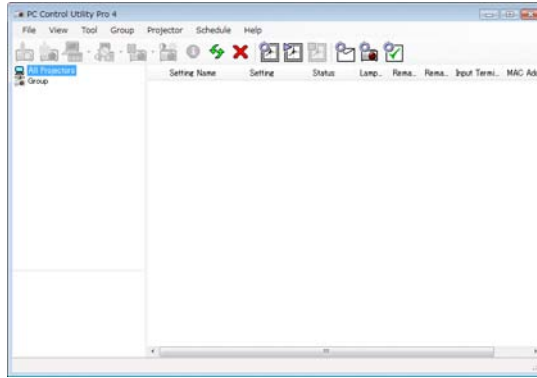 PC Control Utility Pro 4
File View Tool Group Projector Schedule Help
All Projectors
Group
Setting Name Setting Status Lamp... Rema... Rema... Input Termi... MAC Add